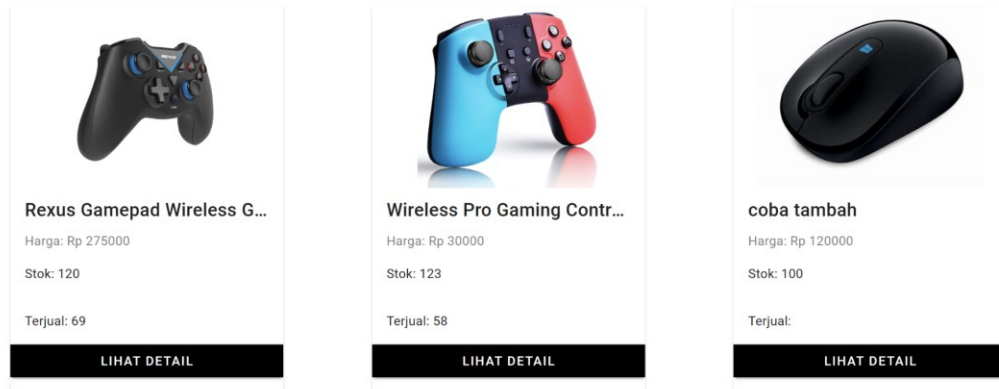 Rexus Gamepad Wireless G...
Harga: Rp 275000
Stok: 120
Terjual: 69
LIHAT DETAIL
Wireless Pro Gaming Contr...
Harga: Rp 30000
Stok: 123
Terjual: 58
LIHAT DETAIL
coba tambah
Harga: Rp 120000
Stok: 100
Terjual:
LIHAT DETAIL